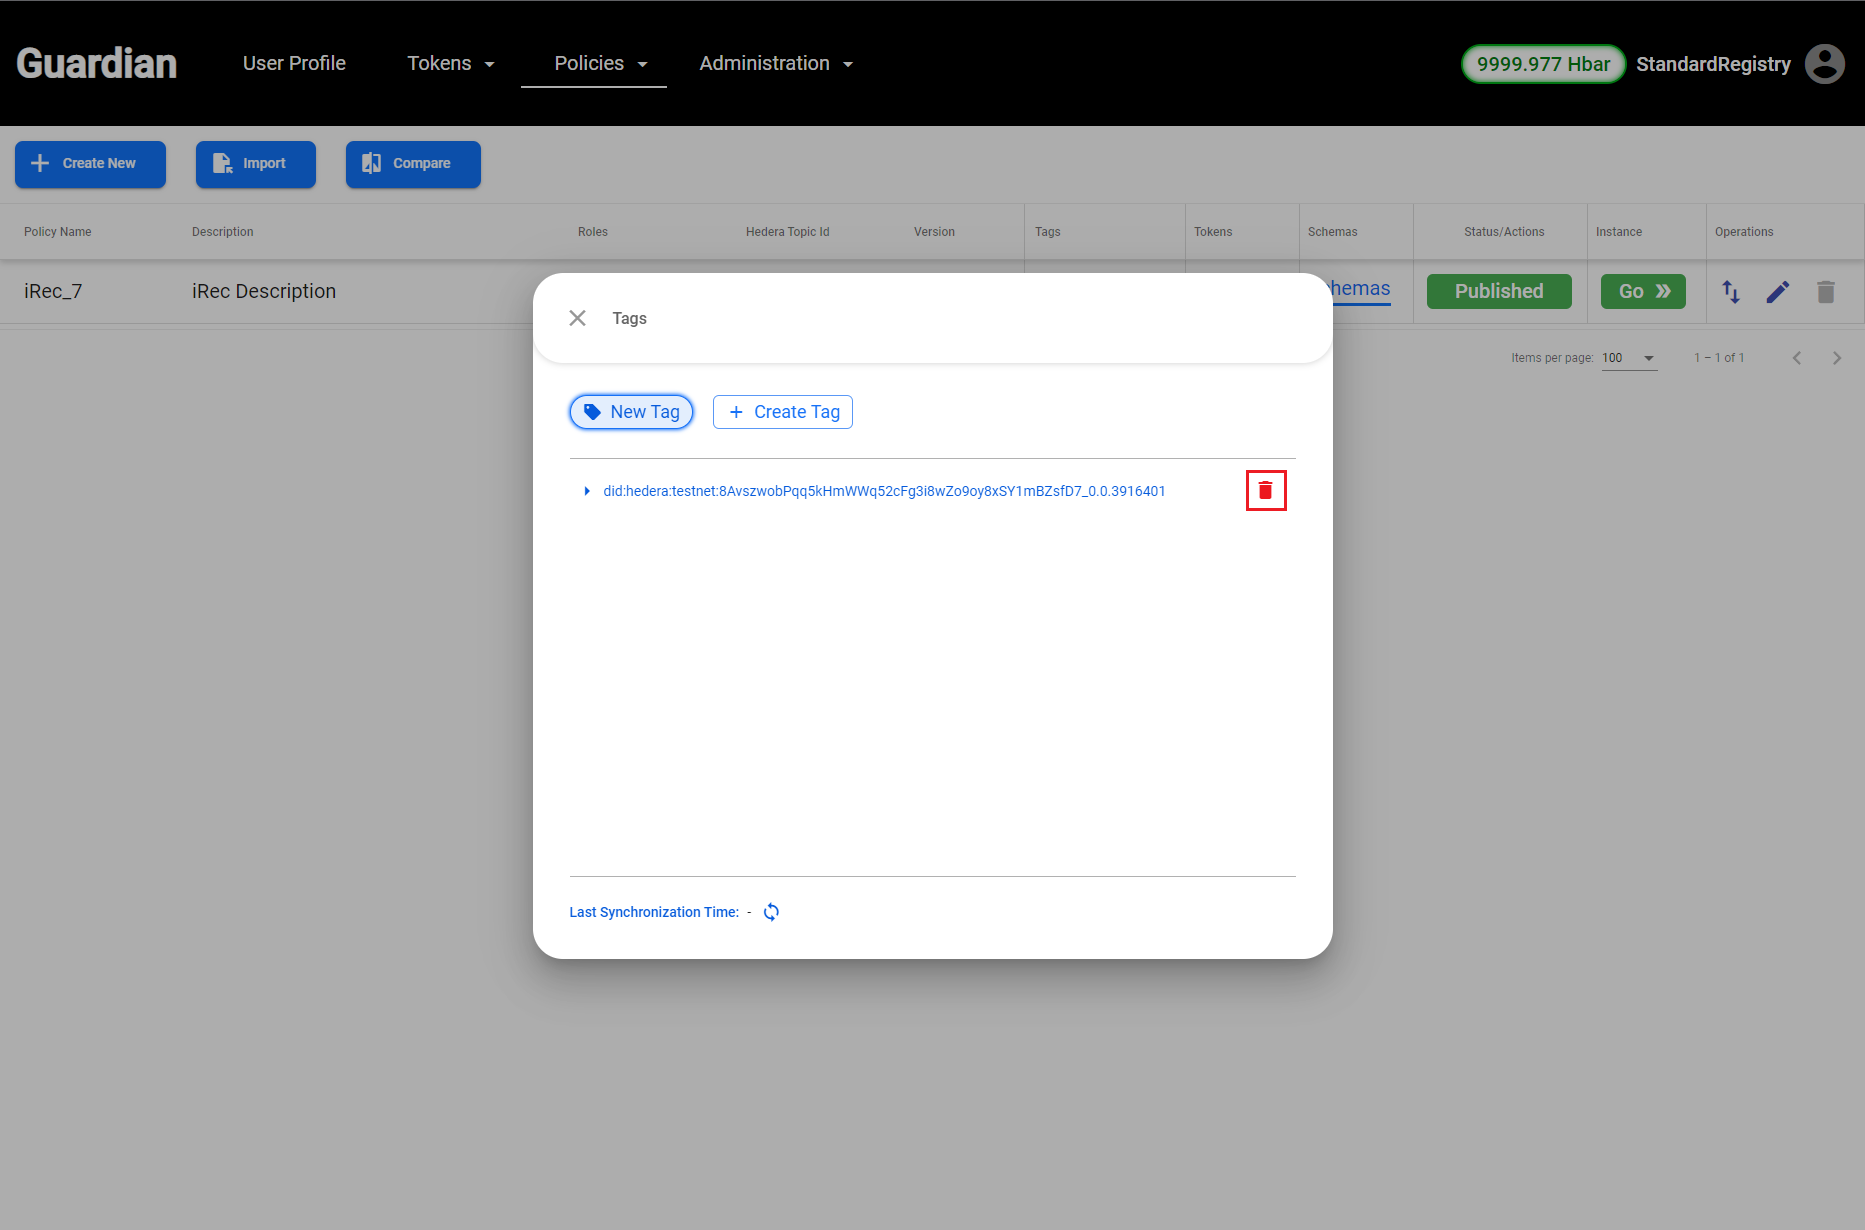 Guardian
User Profile
Tokens
Policies
Administration
9999.977 Hbar
StandardRegistry
Create New
Import
Compare
Policy Name
Description
Roles
Hedera Topic Id
Version
Tags
Tokens
Schemas
Status/Actions
Instance
Operations
iRec_7
iRec Description
hemas
Published
Go
Items per page: 100
1 – 1 of 1
Tags
New Tag
Create Tag
did:hedera:testnet:8AvszwobPqq5kHmWWq52cFg3i8wZo9oy8xSY1mBZsfD7_0.0.3916401
Last Synchronization Time: -